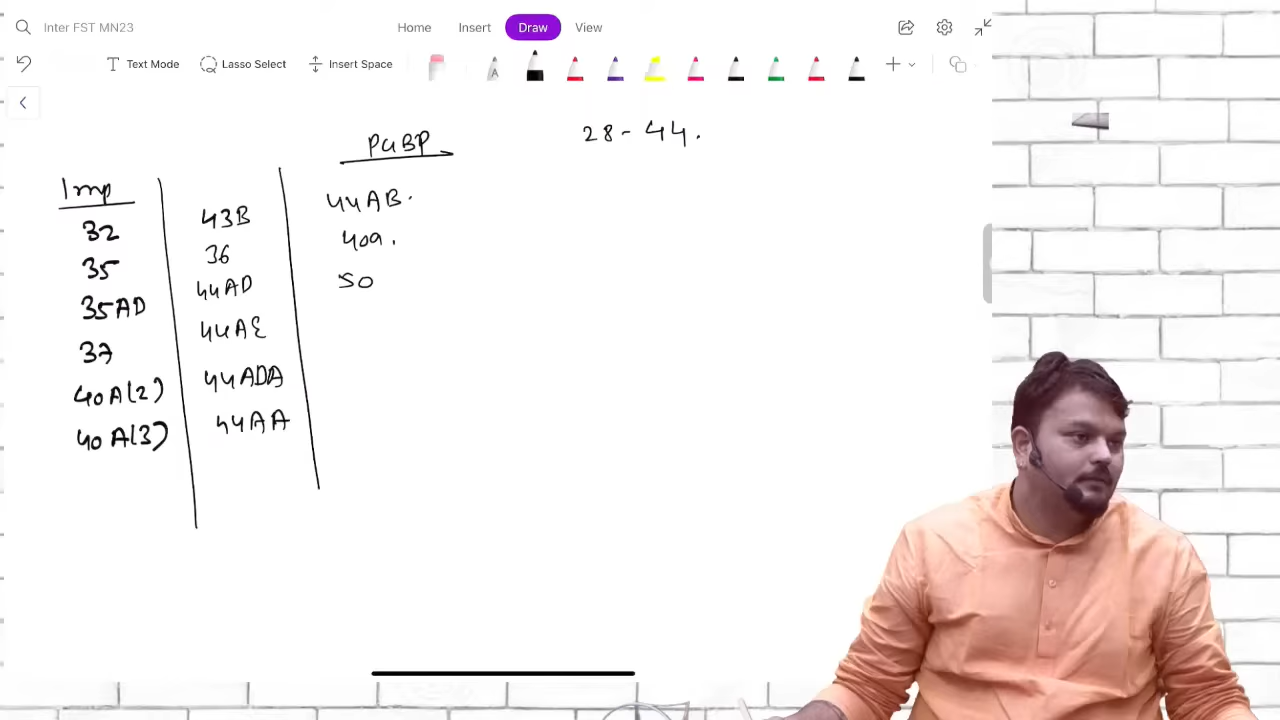 Inter FST MN23
Home Insert Draw View
Text Mode Lasso Select Insert Space
PGBP
28 - 44.
Imp
32
35
35AD
37
40A(2)
40A(3)
43B
36
44AD
44AE
44ADA
44AA
44AB.
40a.
50